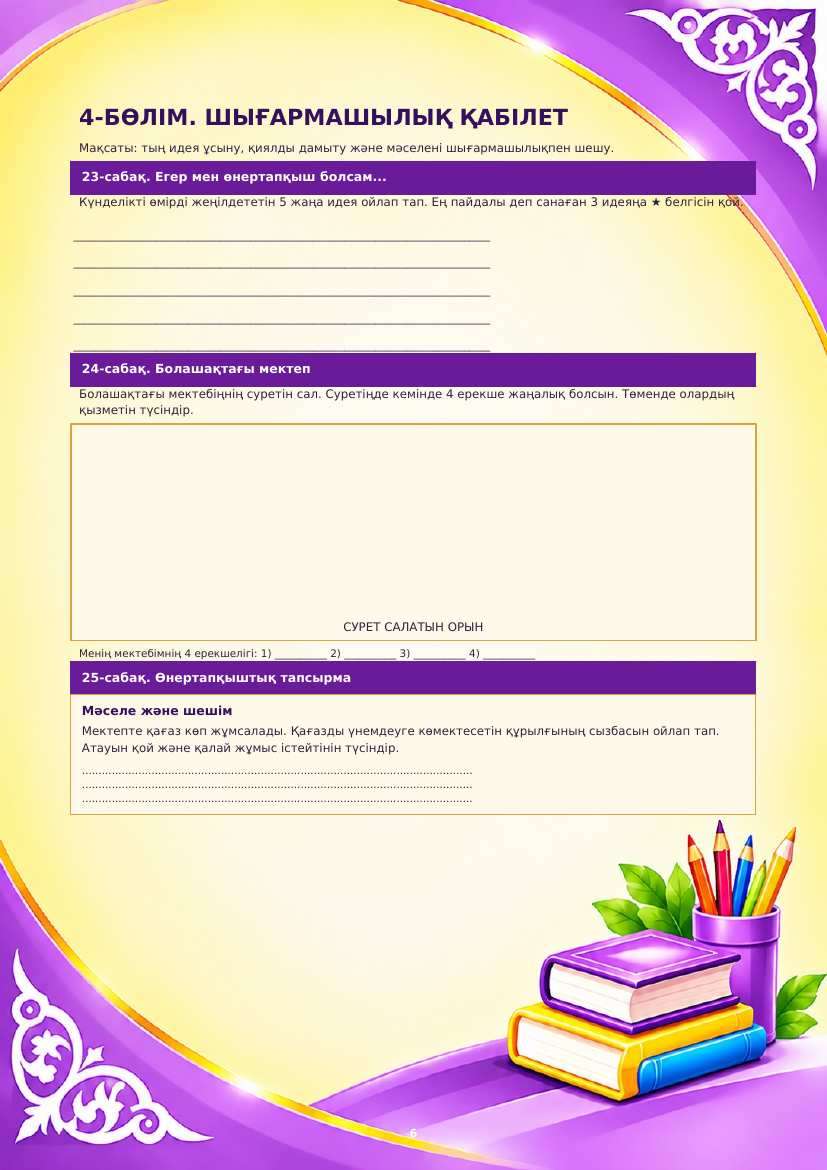 4-БӨЛІМ. ШЫҒАРМАШЫЛЫҚ ҚАБІЛЕТ
Мақсаты: тың идея ұсыну, қиялды дамыту және мәселені шығармашылықпен шешу.
23-сабақ. Егер мен өнертапқыш болсам...
Күнделікті өмірді жеңілдететін 5 жаңа идея ойлап тап. Ең пайдалы деп санаған 3 идеяңа ★ белгісін қой.
24-сабақ. Болашақтағы мектеп
Болашақтағы мектебіңнің суретін сал. Суретіңде кемінде 4 ерекше жаңалық болсын. Төменде олардың
қызметін түсіндір.
СУРЕТ САЛАТЫН ОРЫН
Менің мектебімнің 4 ерекшелігі: 1) __________ 2) __________ 3) __________ 4) __________
25-сабақ. Өнертапқыштық тапсырма
Мәселе және шешім
Мектепте қағаз көп жұмсалады. Қағазды үнемдеуге көмектесетін құрылғының сызбасын ойлап тап.
Атауын қой және қалай жұмыс істейтінін түсіндір.
6